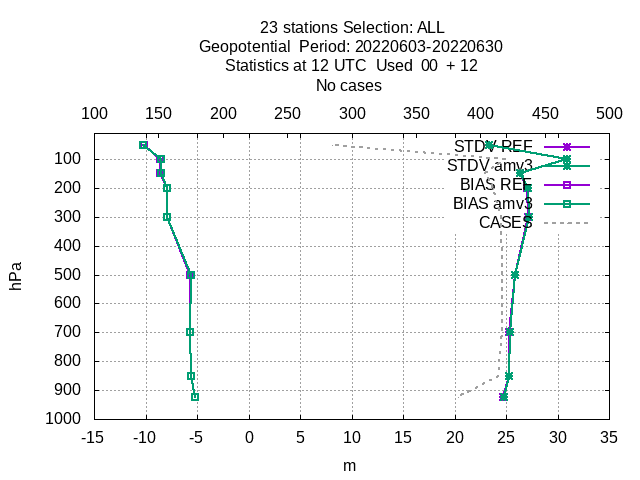 23 stations Selection: ALL
Geopotential  Period: 20220603-20220630
Statistics at 12 UTC  Used  00  + 12
No cases
100 150 200 250 300 350 400 450 500
STDV REF
STDV amv3
BIAS REF
BIAS amv3
CASES
100
200
300
400
500
600
700
800
900
1000
hPa
-15 -10 -5 0 5 10 15 20 25 30 35
m